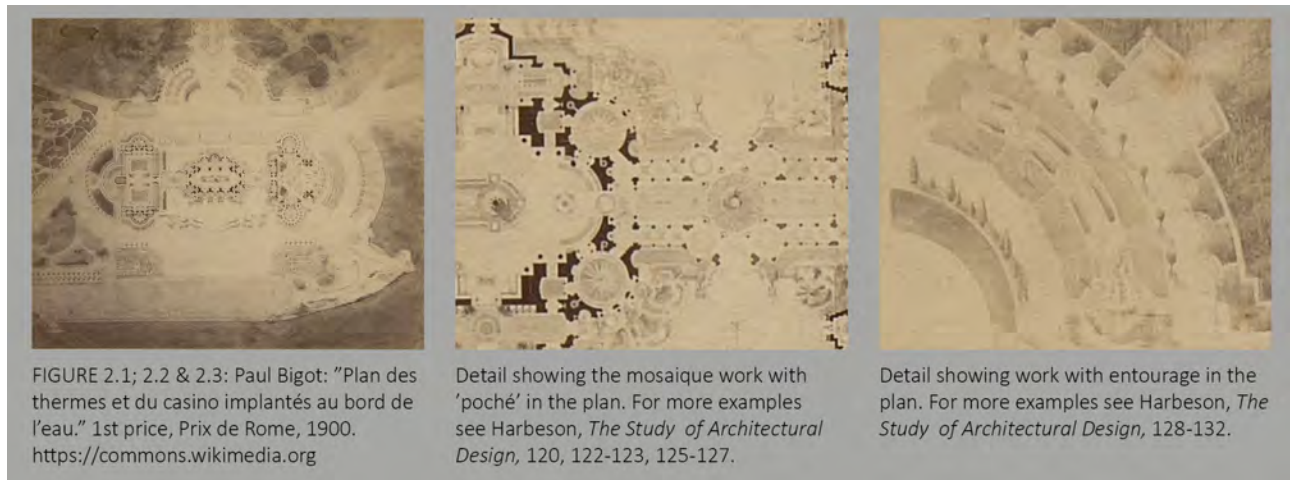 FIGURE 2.1; 2.2 & 2.3: Paul Bigot: ”Plan des
thermes et du casino implantés au bord de
l’eau.” 1st price, Prix de Rome, 1900.
https://commons.wikimedia.org
Detail showing the mosaique work with
’poché’ in the plan. For more examples
see Harbeson, The Study of Architectural
Design, 120, 122-123, 125-127.
Detail showing work with entourage in the
plan. For more examples see Harbeson, The
Study of Architectural Design, 128-132.